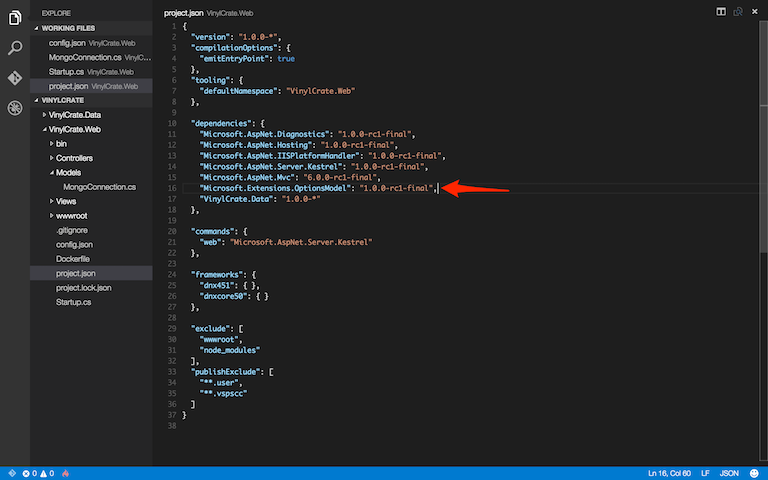 EXPLORE
WORKING FILES
config.json VinylCrate.Web
MongoConnection.cs VinylC...
Startup.cs VinylCrate.Web
project.json VinylCrate.Web
VINYLCRATE
VinylCrate.Data
VinylCrate.Web
bin
Controllers
Models
MongoConnection.cs
Views
wwwroot
.gitignore
config.json
Dockerfile
project.json
project.lock.json
Startup.cs
project.json VinylCrate.Web
1 {
2 "version": "1.0.0-*",
3 "compilationOptions": {
4 "emitEntryPoint": true
5 },
6 "tooling": {
7 "defaultNamespace": "VinylCrate.Web"
8 },
9
10 "dependencies": {
11 "Microsoft.AspNet.Diagnostics": "1.0.0-rc1-final",
12 "Microsoft.AspNet.Hosting": "1.0.0-rc1-final",
13 "Microsoft.AspNet.IISPlatformHandler": "1.0.0-rc1-final",
14 "Microsoft.AspNet.Server.Kestrel": "1.0.0-rc1-final",
15 "Microsoft.AspNet.Mvc": "6.0.0-rc1-final",
16 "Microsoft.Extensions.OptionsModel": "1.0.0-rc1-final",
17 "VinylCrate.Data": "1.0.0-*"
18 },
19
20 "commands": {
21 "web": "Microsoft.AspNet.Server.Kestrel"
22 },
23
24 "frameworks": {
25 "dnx451": { },
26 "dnxcore50": { }
27 },
28
29 "exclude": [
30 "wwwroot",
31 "node_modules"
32 ],
33 "publishExclude": [
34 "**.user",
35 "**.vspscc"
36 ]
37 }
38
0 0 Ln 16, Col 60 LF JSON